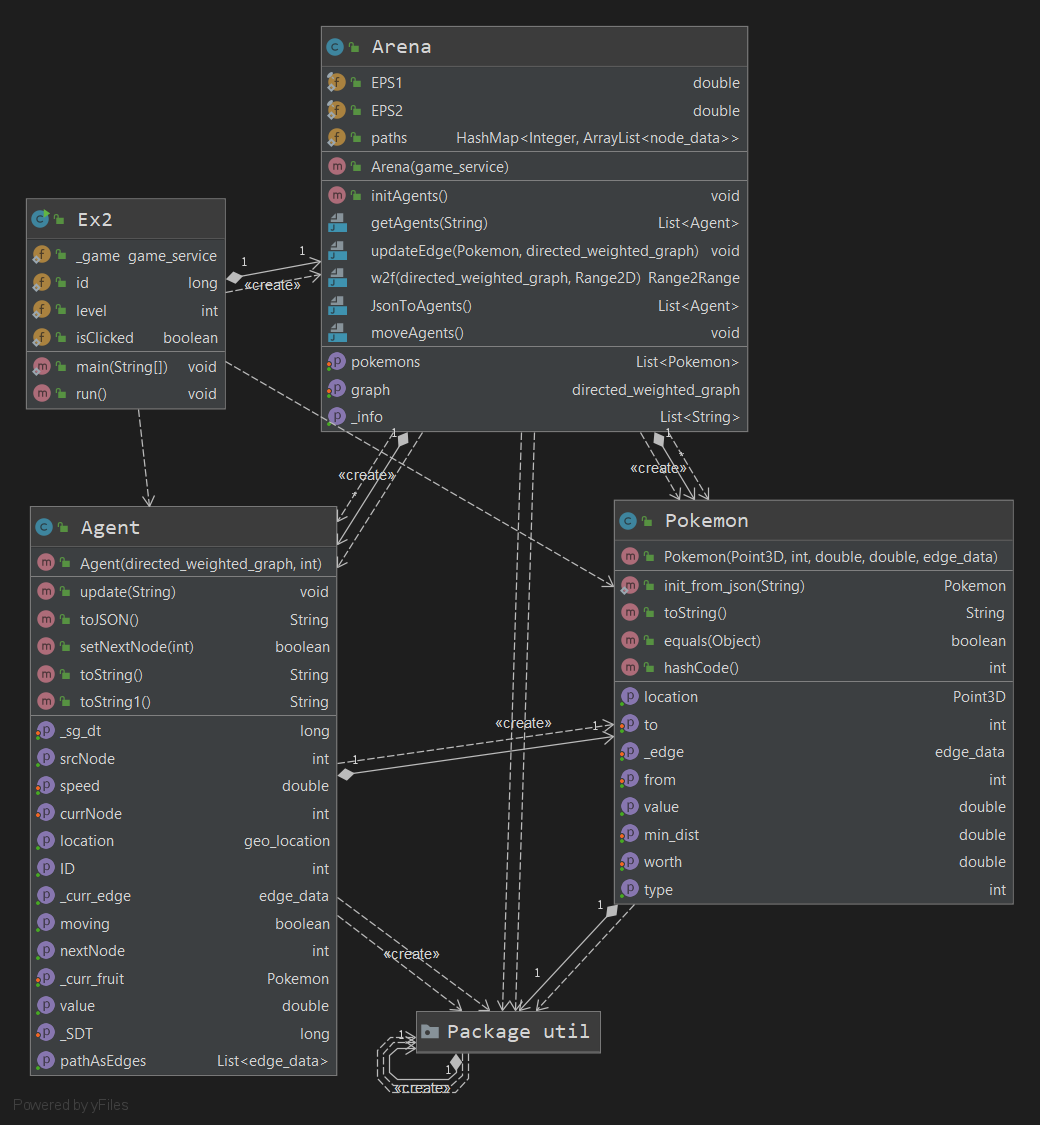 Arena
EPS1 double
EPS2 double
paths HashMap<Integer, ArrayList<node_data>>
Arena(game_service)
initAgents() void
getAgents(String) List<Agent>
updateEdge(Pokemon, directed_weighted_graph) void
w2f(directed_weighted_graph, Range2D) Range2Range
JsonToAgents() List<Agent>
moveAgents() void
pokemons List<Pokemon>
graph directed_weighted_graph
_info List<String>
Ex2
_game game_service
id long
level int
isClicked boolean
main(String[]) void
run() void
1 1
«create»
1 1
«create» «create»
* *
Agent
Agent(directed_weighted_graph, int)
update(String) void
toJSON() String
setNextNode(int) boolean
toString() String
toString1() String
_sg_dt long
srcNode int
speed double
currNode int
location geo_location
ID int
_curr_edge edge_data
moving boolean
nextNode int
_curr_fruit Pokemon
value double
_SDT long
pathAsEdges List<edge_data>
Pokemon
Pokemon(Point3D, int, double, double, edge_data)
init_from_json(String) Pokemon
toString() String
equals(Object) boolean
hashCode() int
location Point3D
to int
_edge edge_data
from int
value double
min_dist double
worth double
type int
«create» 1
1
1
«create»
1
Package util
1
1
«create»
Powered by yFiles